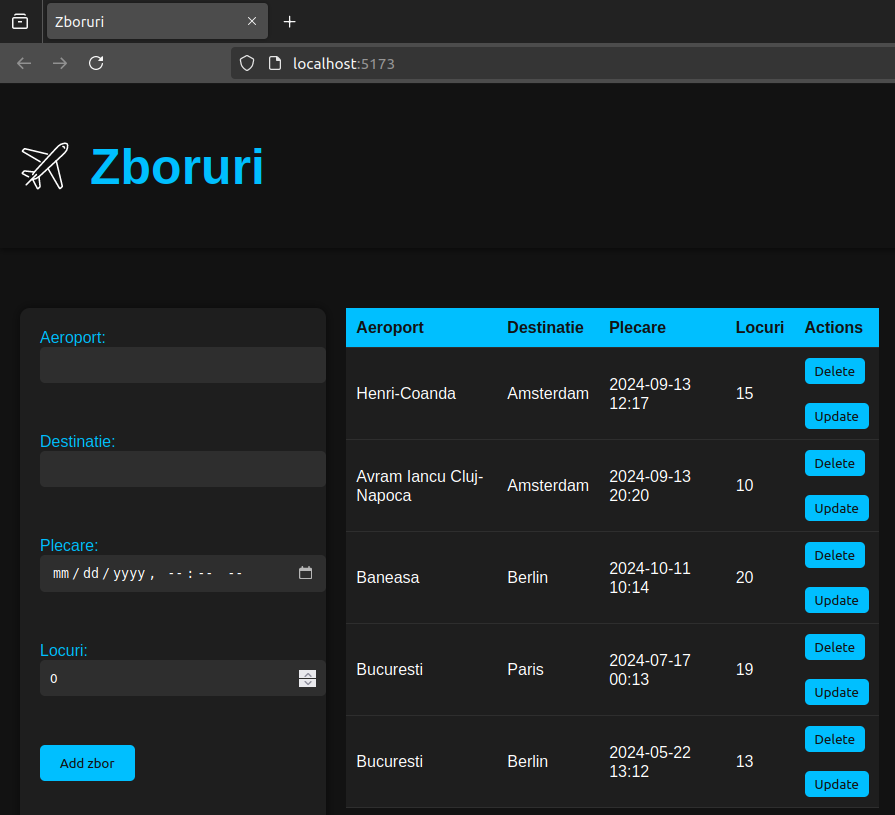 Zboruri
localhost:5173
Zboruri
Aeroport:
Destinatie:
Plecare:
mm/dd/yyyy, --:-- --
Locuri:
0
Add zbor
Aeroport Destinatie Plecare Locuri Actions
Henri-Coanda Amsterdam 2024-09-13 12:17 15 Delete Update
Avram Iancu Cluj-Napoca Amsterdam 2024-09-13 20:20 10 Delete Update
Baneasa Berlin 2024-10-11 10:14 20 Delete Update
Bucuresti Paris 2024-07-17 00:13 19 Delete Update
Bucuresti Berlin 2024-05-22 13:12 13 Delete Update